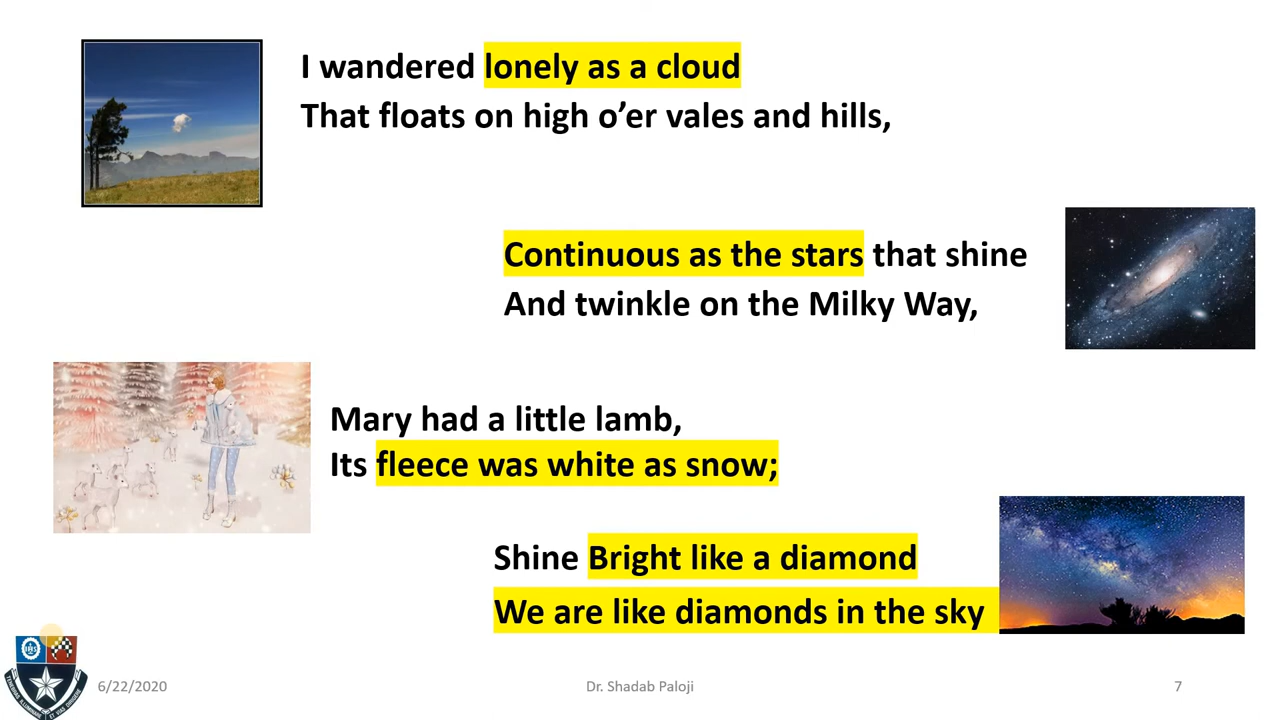 I wandered lonely as a cloud
That floats on high o’er vales and hills,
Continuous as the stars that shine
And twinkle on the Milky Way,
Mary had a little lamb,
Its fleece was white as snow;
Shine Bright like a diamond
We are like diamonds in the sky
6/22/2020
Dr. Shadab Paloji
7